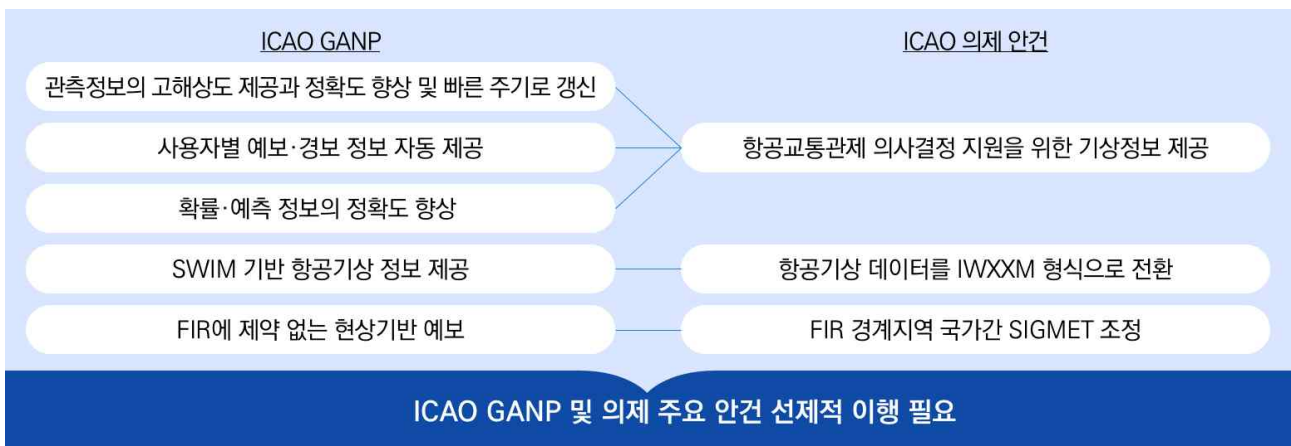 ICAO GANP
ICAO 의제 안건
관측정보의 고해상도 제공과 정확도 향상 및 빠른 주기로 갱신
사용자별 예보·경보 정보 자동 제공
항공교통관제 의사결정 지원을 위한 기상정보 제공
확률·예측 정보의 정확도 향상
SWIM 기반 항공기상 정보 제공
항공기상 데이터를 IWXXM 형식으로 전환
FIR에 제약 없는 현상기반 예보
FIR 경계지역 국가간 SIGMET 조정
ICAO GANP 및 의제 주요 안건 선제적 이행 필요